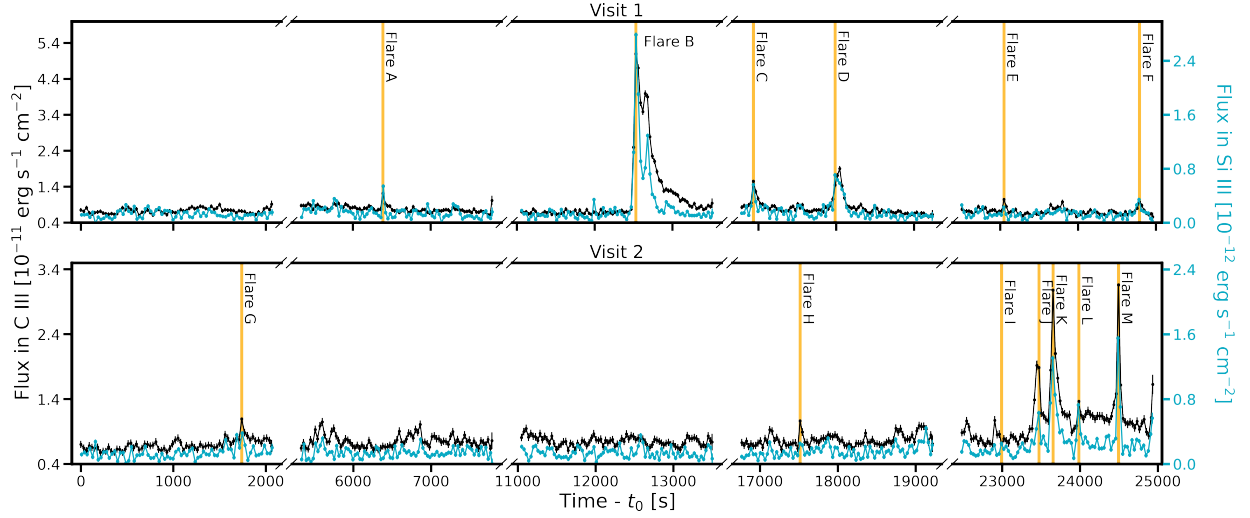 Visit 1
5.4
4.4
3.4
2.4
1.4
0.4
Flare A
Flare B
Flare C
Flare D
Flare E
Flare F
2.4
1.6
0.8
0.0
Visit 2
3.4
2.4
1.4
0.4
Flare G
Flare H
Flare I
Flare J
Flare K
Flare L
Flare M
2.4
1.6
0.8
0.0
0 1000 2000 6000 7000 11000 12000 13000 17000 18000 19000 23000 24000 25000
Time - t₀ [s]
Flux in C III [10⁻¹¹ erg s⁻¹ cm⁻²]
Flux in Si III [10⁻¹² erg s⁻¹ cm⁻²]